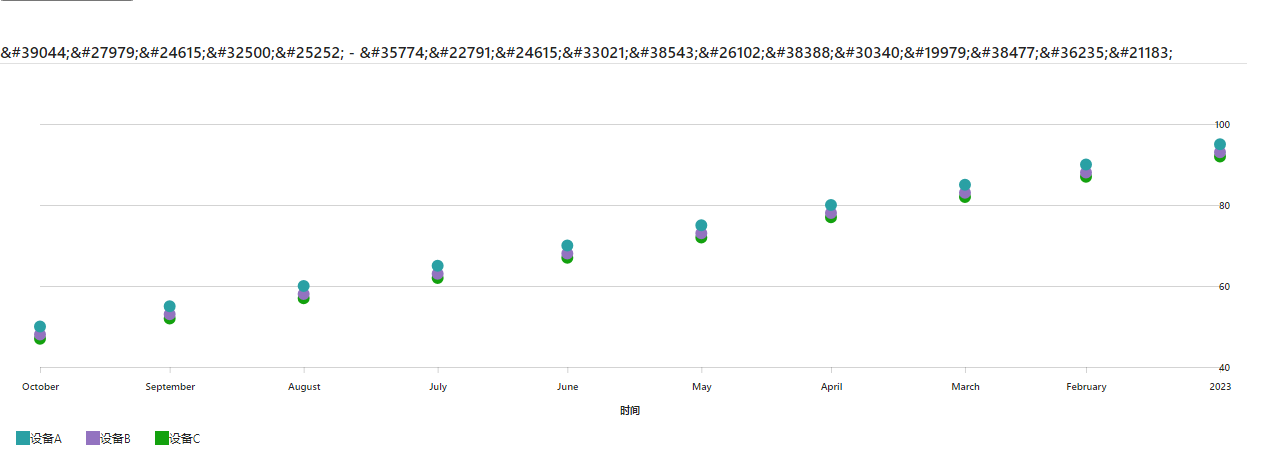 &#39044;&#27979;&#24615;&#32500;&#25252; - &#35774;&#22791;&#24615;&#33021;&#38543;&#26102;&#38388;&#30340;&#19979;&#38477;&#36235;&#21183;
100
80
60
40
October September August July June May April March February 2023
时间
设备A 设备B 设备C